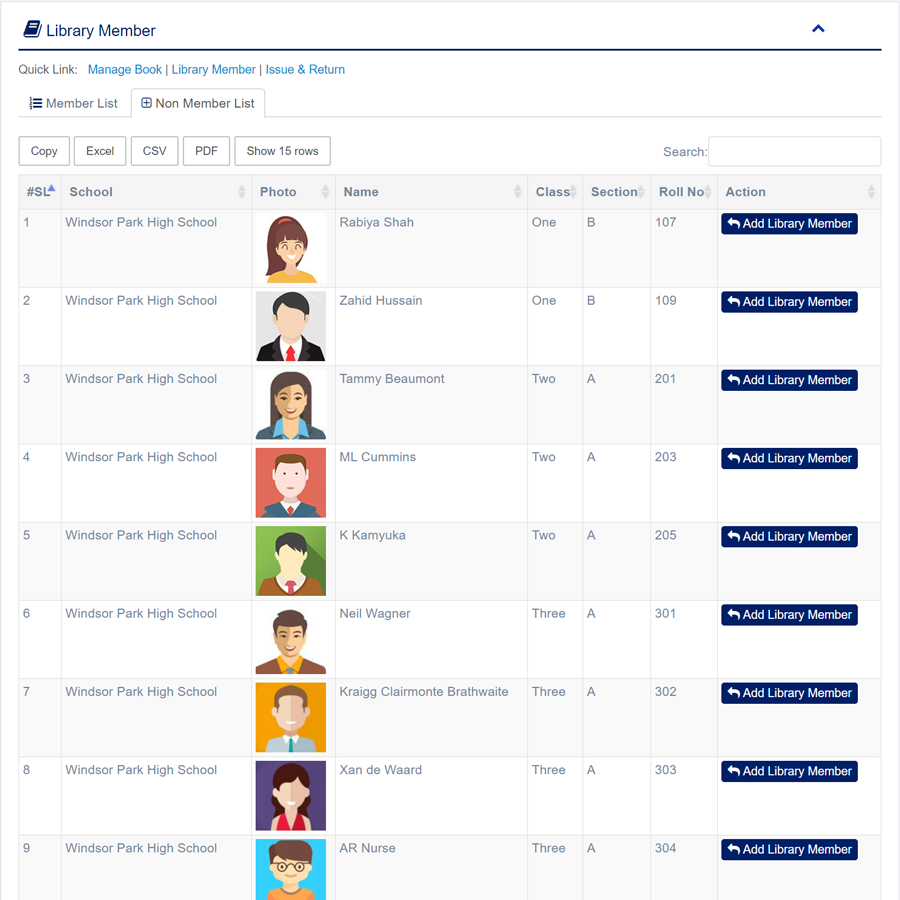 Library Member
Quick Link: Manage Book | Library Member | Issue & Return
Member List Non Member List
Copy Excel CSV PDF Show 15 rows Search:
#SL School Photo Name Class Section Roll No Action
1 Windsor Park High School Rabiya Shah One B 107 Add Library Member
2 Windsor Park High School Zahid Hussain One B 109 Add Library Member
3 Windsor Park High School Tammy Beaumont Two A 201 Add Library Member
4 Windsor Park High School ML Cummins Two A 203 Add Library Member
5 Windsor Park High School K Kamyuka Two A 205 Add Library Member
6 Windsor Park High School Neil Wagner Three A 301 Add Library Member
7 Windsor Park High School Kraigg Clairmonte Brathwaite Three A 302 Add Library Member
8 Windsor Park High School Xan de Waard Three A 303 Add Library Member
9 Windsor Park High School AR Nurse Three A 304 Add Library Member